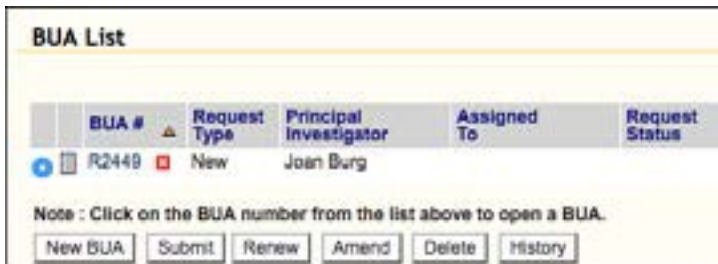 BUA List
BUA # Request Type Principal Investigator Assigned To Request Status
R2449 New Joan Burg
Note : Click on the BUA number from the list above to open a BUA.
New BUA Submit Renew Amend Delete History